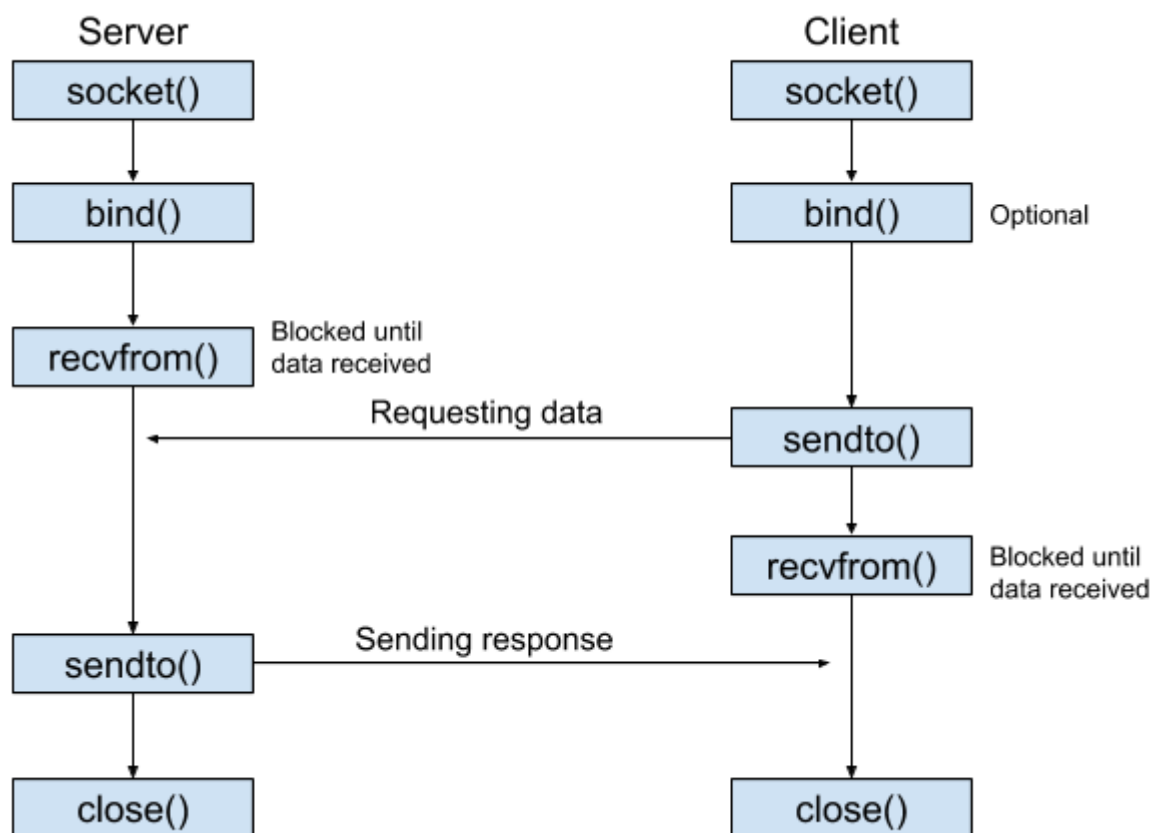 Server
Client
socket()
socket()
bind()
bind()
Optional
recvfrom()
Blocked until
data received
Requesting data
sendto()
recvfrom()
Blocked until
data received
Sending response
sendto()
close()
close()